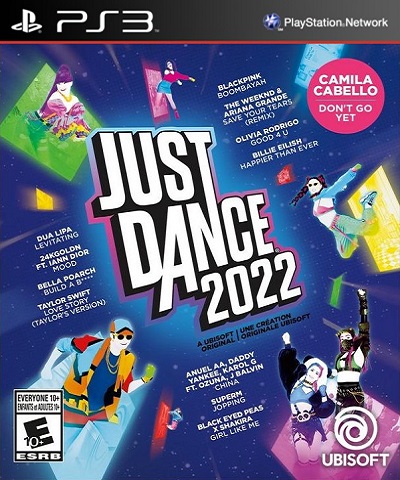 PS3
PlayStation Network
BLACKPINK
BOOMBAYAH
THE WEEKND &
ARIANA GRANDE
SAVE YOUR TEARS
(REMIX)
OLIVIA RODRIGO
GOOD 4 U
BILLIE EILISH
HAPPIER THAN EVER
CAMILA
CABELLO
DON'T GO
YET
JUST
DANCE
2022
DUA LIPA
LEVITATING
24KGOLDN
FT. IANN DIOR
MOOD
BELLA POARCH
BUILD A B****
TAYLOR SWIFT
LOVE STORY
(TAYLOR'S VERSION)
A UBISOFT | UNE CRÉATION
ORIGINAL | ORIGINALE UBISOFT
ANUEL AA, DADDY
YANKEE, KAROL G
FT. OZUNA, J BALVIN
CHINA
SUPERM
JOPPING
BLACK EYED PEAS
X SHAKIRA
GIRL LIKE ME
EVERYONE 10+
ENFANTS et ADULTES 10+
E
10+
ESRB
UBISOFT